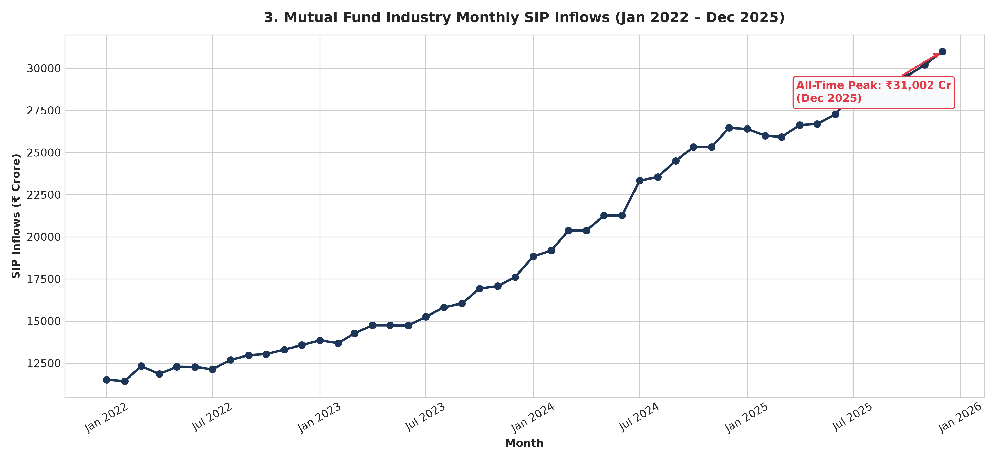 3. Mutual Fund Industry Monthly SIP Inflows (Jan 2022 – Dec 2025)
SIP Inflows (₹ Crore)
30000
27500
25000
22500
20000
17500
15000
12500
All-Time Peak: ₹31,002 Cr
(Dec 2025)
Jan 2022
Jul 2022
Jan 2023
Jul 2023
Jan 2024
Jul 2024
Jan 2025
Jul 2025
Jan 2026
Month